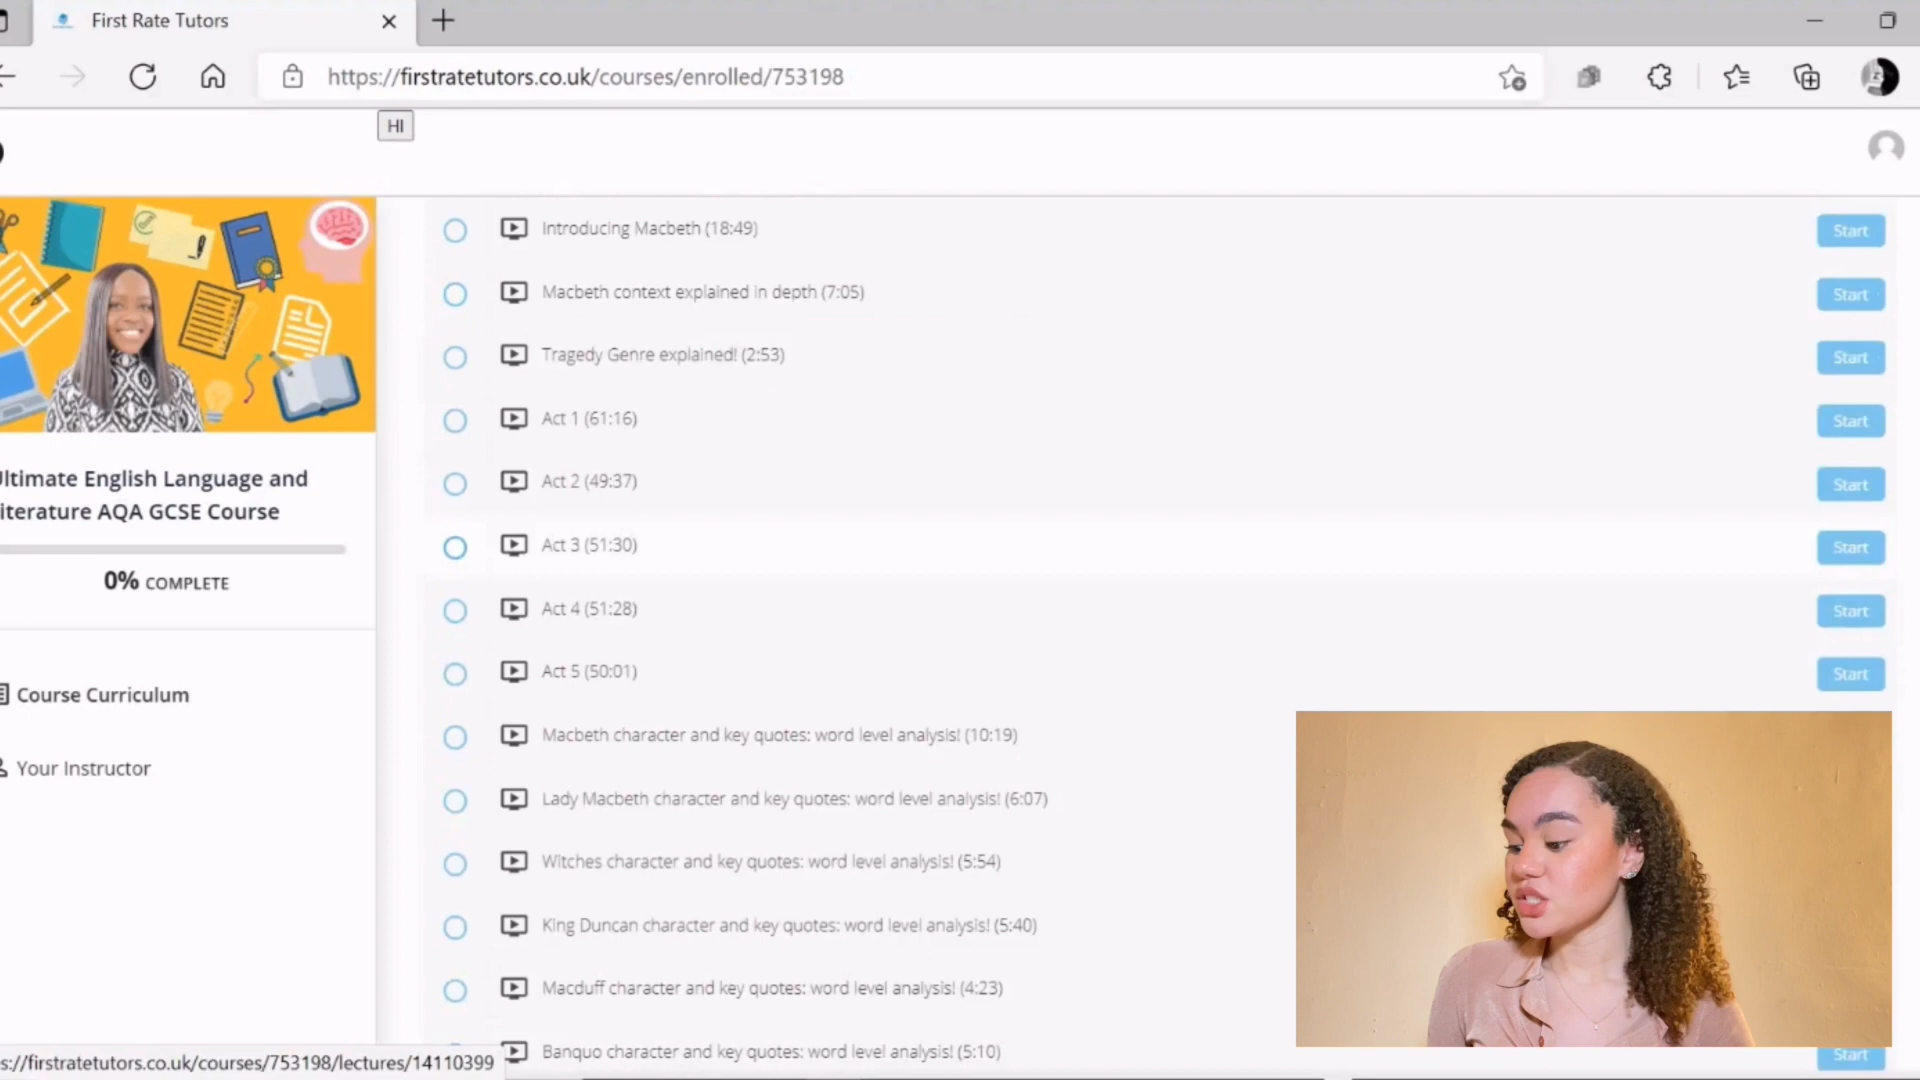 First Rate Tutors
https://firstratetutors.co.uk/courses/enrolled/753198
HI
Introducing Macbeth (18:49)
Start
Macbeth context explained in depth (7:05)
Start
Tragedy Genre explained! (2:53)
Start
Act 1 (61:16)
Start
Act 2 (49:37)
Start
Act 3 (51:30)
Start
Act 4 (51:28)
Start
Act 5 (50:01)
Start
Macbeth character and key quotes: word level analysis! (10:19)
Lady Macbeth character and key quotes: word level analysis! (6:07)
Witches character and key quotes: word level analysis! (5:54)
King Duncan character and key quotes: word level analysis! (5:40)
Macduff character and key quotes: word level analysis! (4:23)
Banquo character and key quotes: word level analysis! (5:10)
Start
ltimate English Language and
iterature AQA GCSE Course
0% COMPLETE
Course Curriculum
Your Instructor
s://firstratetutors.co.uk/courses/753198/lectures/14110399